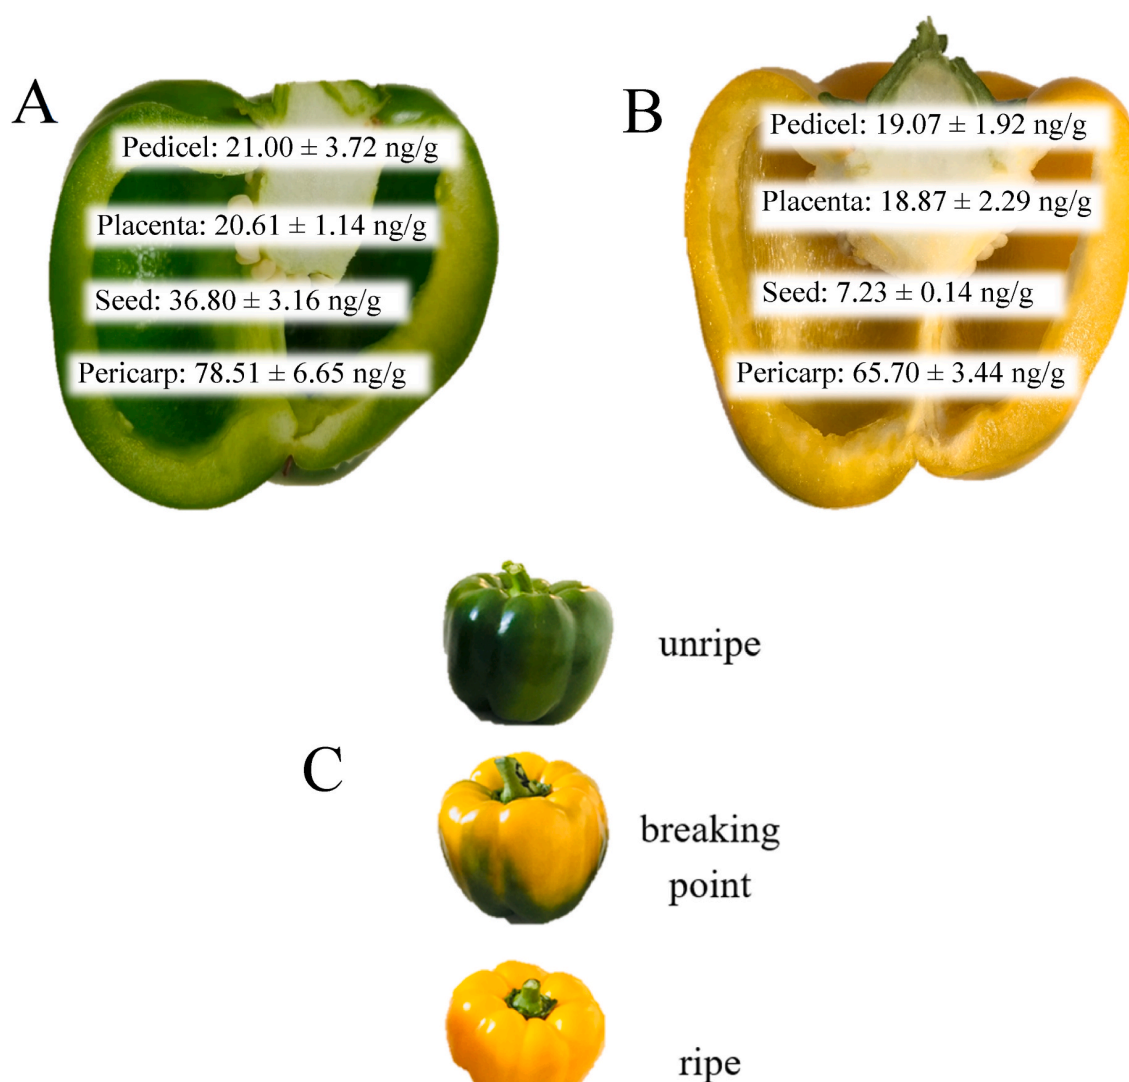 A
Pedicel: 21.00 ± 3.72 ng/g
Placenta: 20.61 ± 1.14 ng/g
Seed: 36.80 ± 3.16 ng/g
Pericarp: 78.51 ± 6.65 ng/g
B
Pedicel: 19.07 ± 1.92 ng/g
Placenta: 18.87 ± 2.29 ng/g
Seed: 7.23 ± 0.14 ng/g
Pericarp: 65.70 ± 3.44 ng/g
C
unripe
breaking
point
ripe